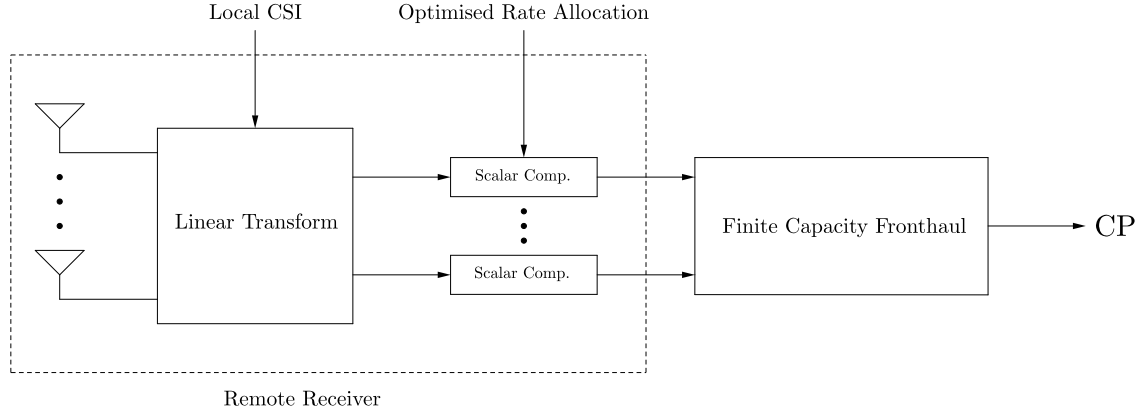 Local CSI
Optimised Rate Allocation
Linear Transform
Scalar Comp.
Scalar Comp.
Finite Capacity Fronthaul
CP
Remote Receiver